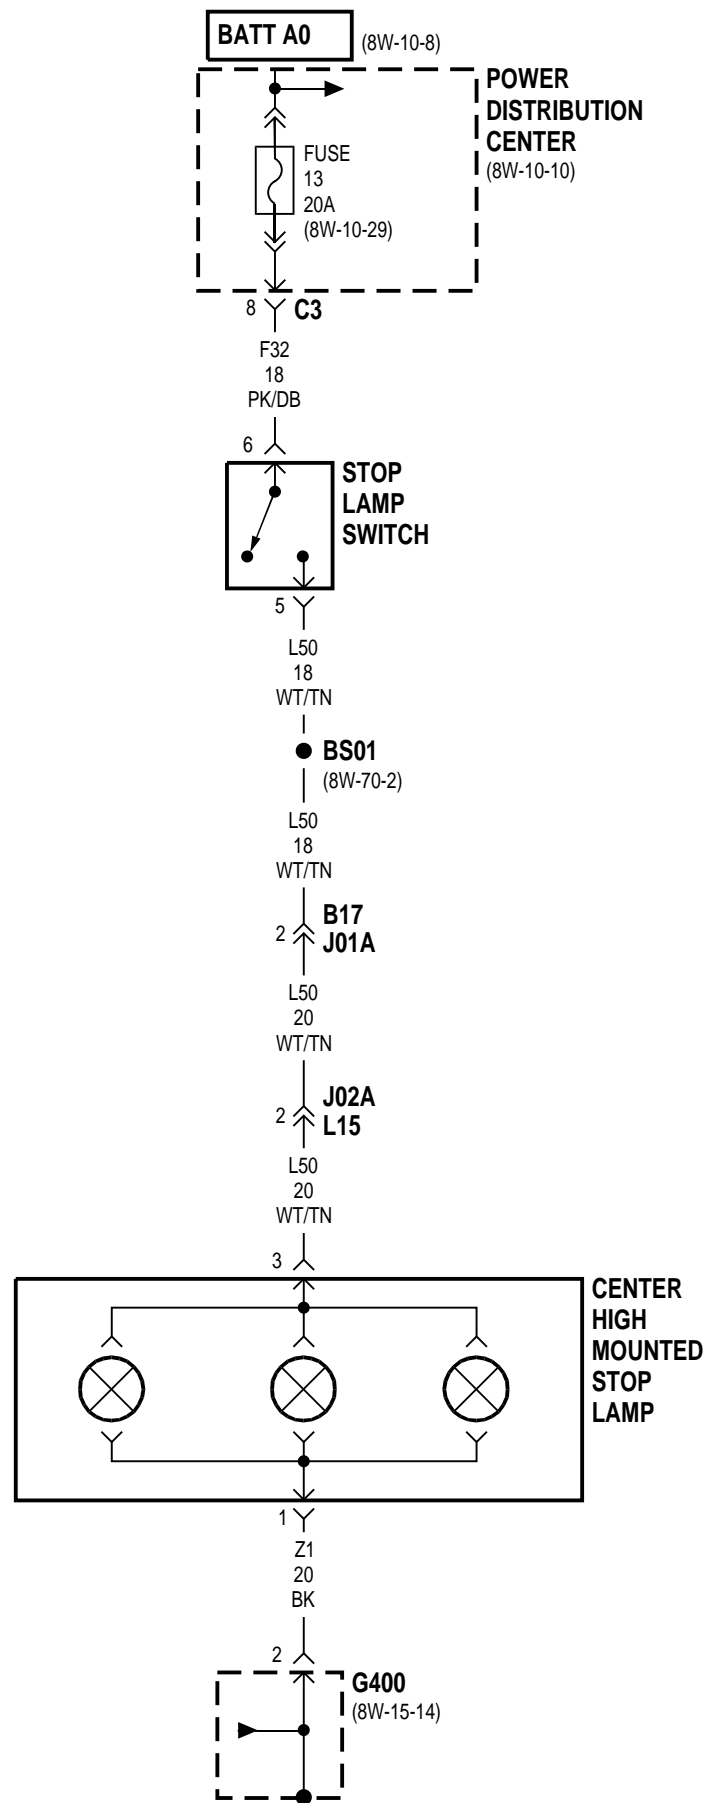 BATT A0
(8W-10-8)
POWER
DISTRIBUTION
CENTER
(8W-10-10)
FUSE
13
20A
(8W-10-29)
8
C3
F32
18
PK/DB
6
STOP
LAMP
SWITCH
5
L50
18
WT/TN
BS01
(8W-70-2)
L50
18
WT/TN
B17
2
J01A
L50
20
WT/TN
J02A
2
L15
L50
20
WT/TN
3
CENTER
HIGH
MOUNTED
STOP
LAMP
1
Z1
20
BK
2
G400
(8W-15-14)